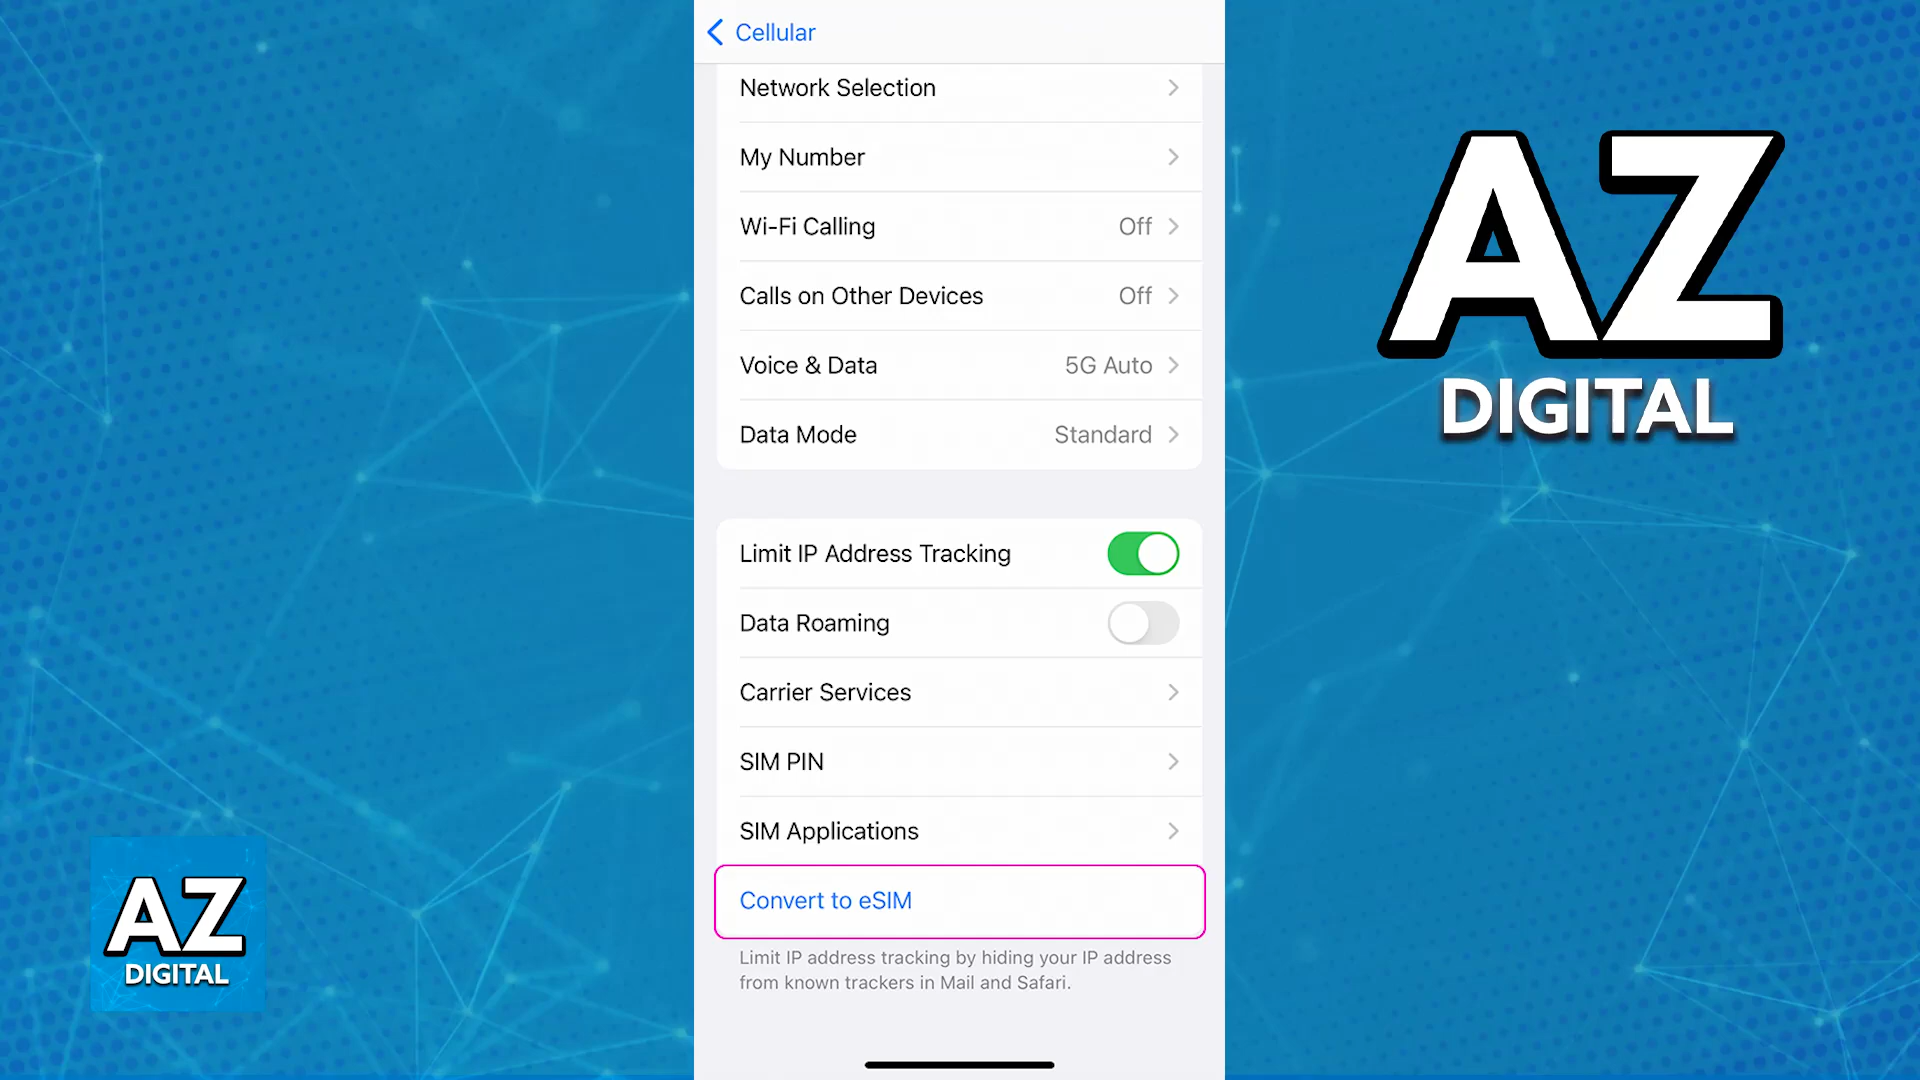 Cellular
Network Selection
My Number
Wi-Fi Calling Off
Calls on Other Devices Off
Voice & Data 5G Auto
Data Mode Standard
Limit IP Address Tracking
Data Roaming
Carrier Services
SIM PIN
SIM Applications
Convert to eSIM
Limit IP address tracking by hiding your IP address
from known trackers in Mail and Safari.
AZ
DIGITAL
AZ
DIGITAL